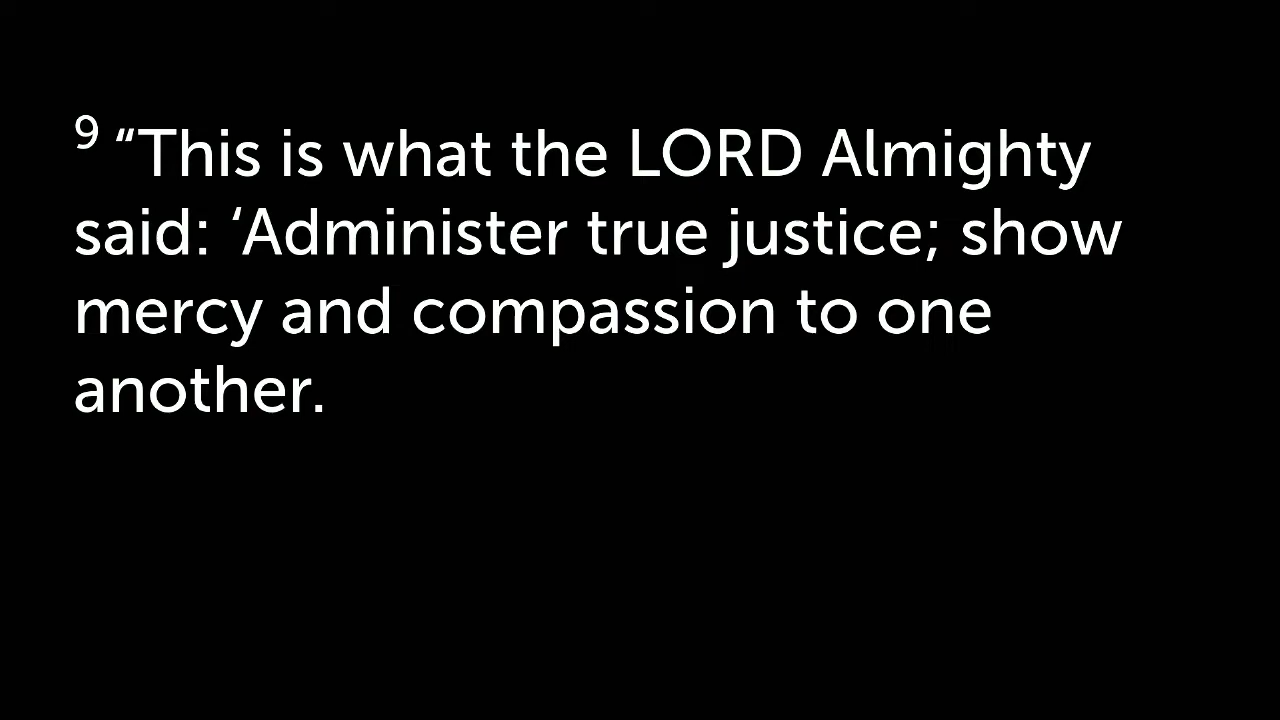 9 “This is what the LORD Almighty
said: ‘Administer true justice; show
mercy and compassion to one
another.